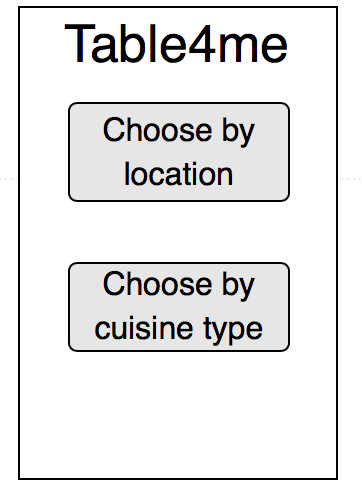 Table4me
Choose by
location
Choose by
cuisine type